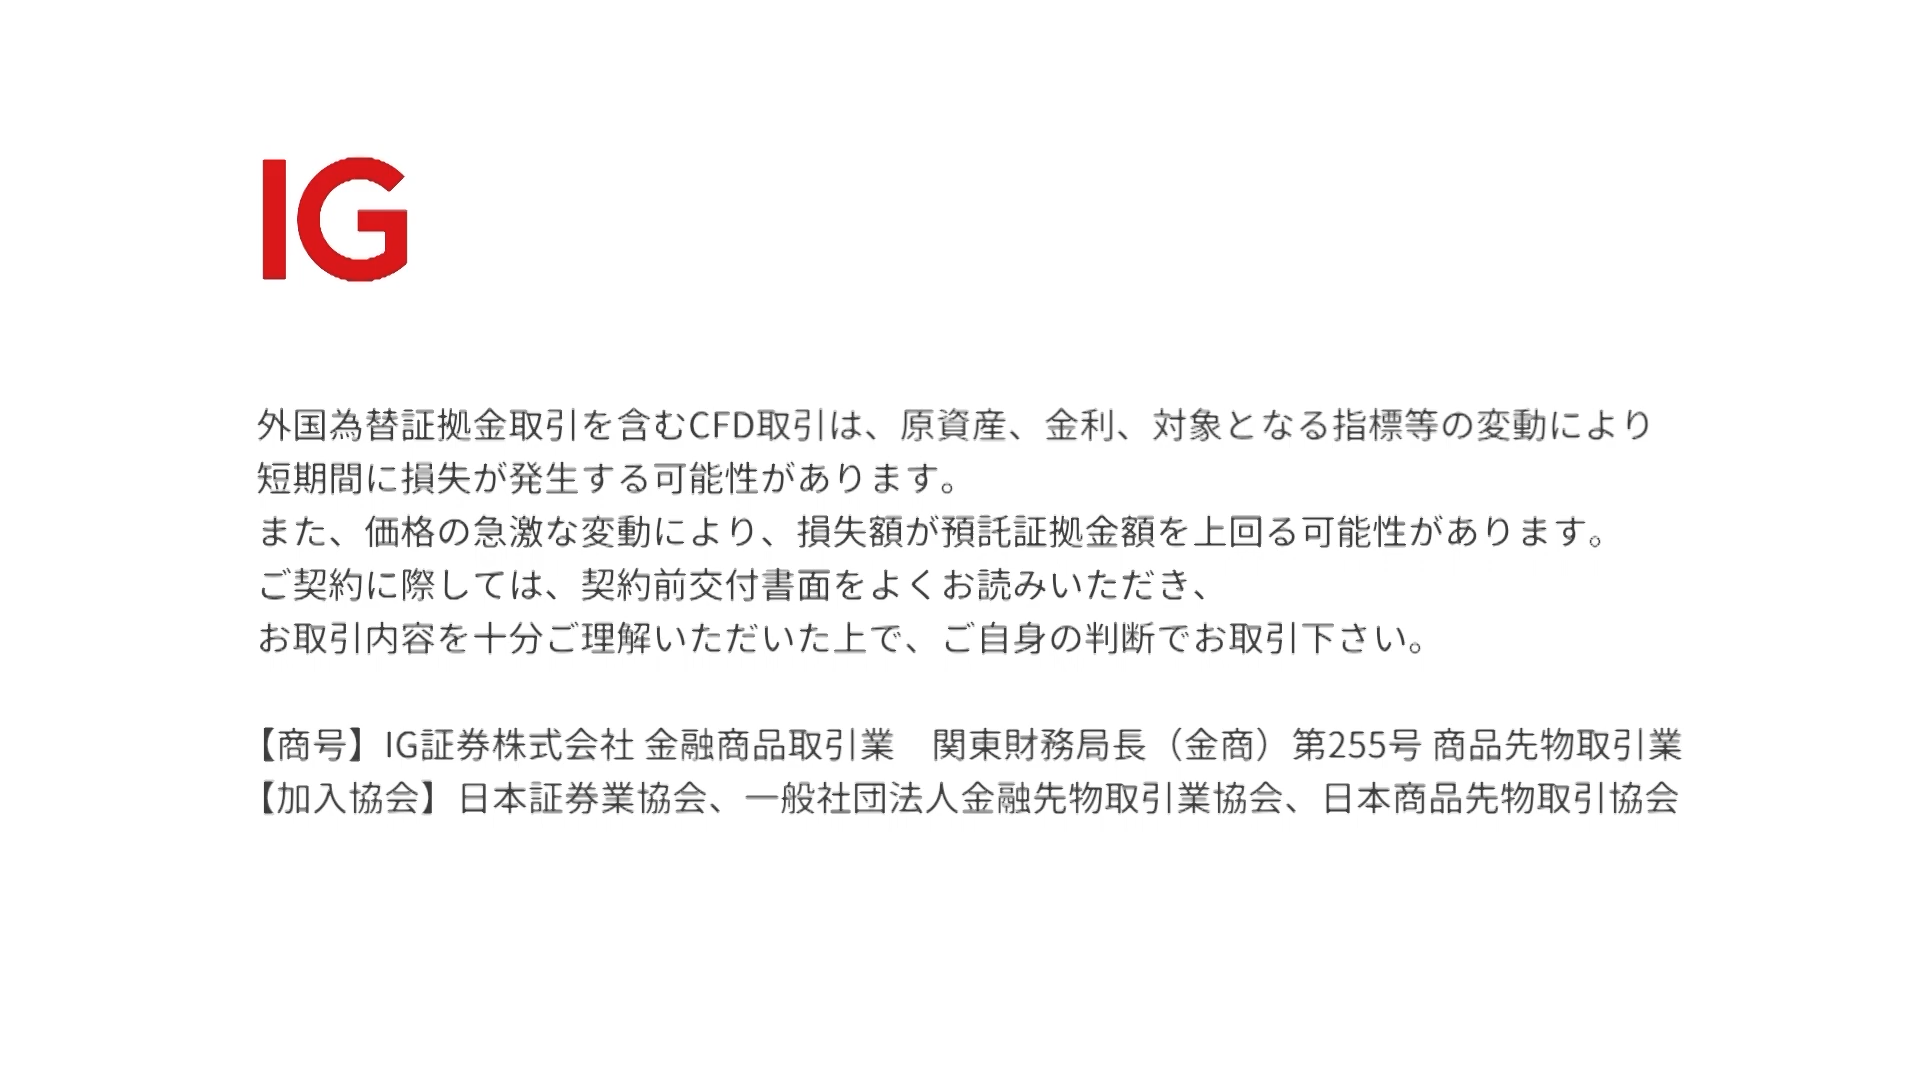 IG
外国為替証拠金取引を含むCFD取引は、原資産、金利、対象となる指標等の変動により
短期間に損失が発生する可能性があります。
また、価格の急激な変動により、損失額が預託証拠金額を上回る可能性があります。
ご契約に際しては、契約前交付書面をよくお読みいただき、
お取引内容を十分ご理解いただいた上で、ご自身の判断でお取引下さい。
【商号】IG証券株式会社 金融商品取引業　関東財務局長（金商）第255号 商品先物取引業
【加入協会】日本証券業協会、一般社団法人金融先物取引業協会、日本商品先物取引協会